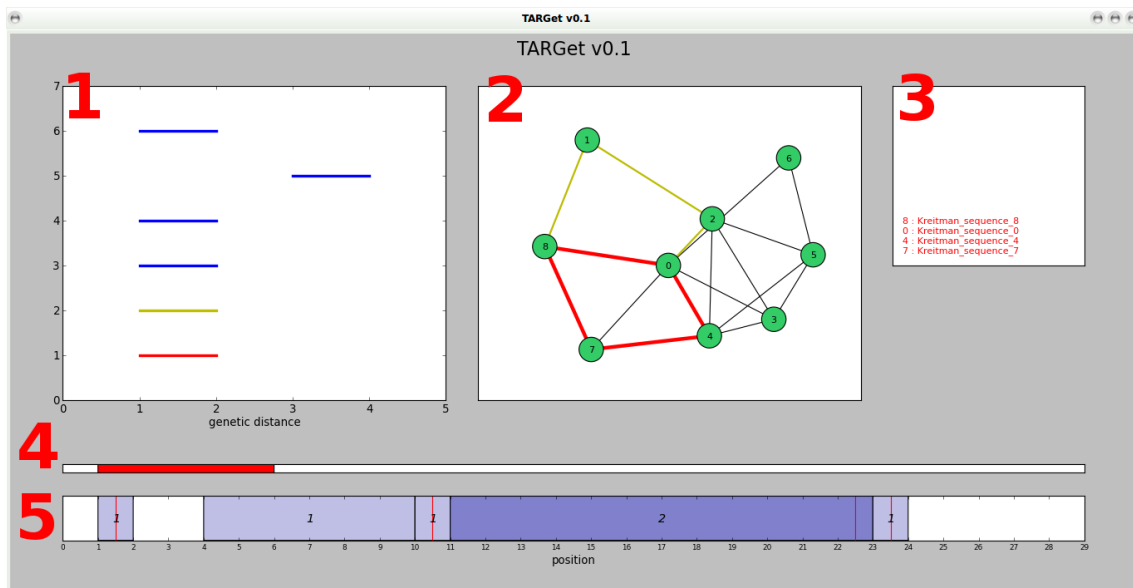 TARGet v0.1
TARGet v0.1
1
7
6
5
4
3
2
1
0
0 1 2 3 4 5
genetic distance
2
1
6
2
8
0
5
3
4
7
3
8 : Kreitman_sequence_8
0 : Kreitman_sequence_0
4 : Kreitman_sequence_4
7 : Kreitman_sequence_7
4
5
1 1 1 2 1
0 1 2 3 4 5 6 7 8 9 10 11 12 13 14 15 16 17 18 19 20 21 22 23 24 25 26 27 28 29
position